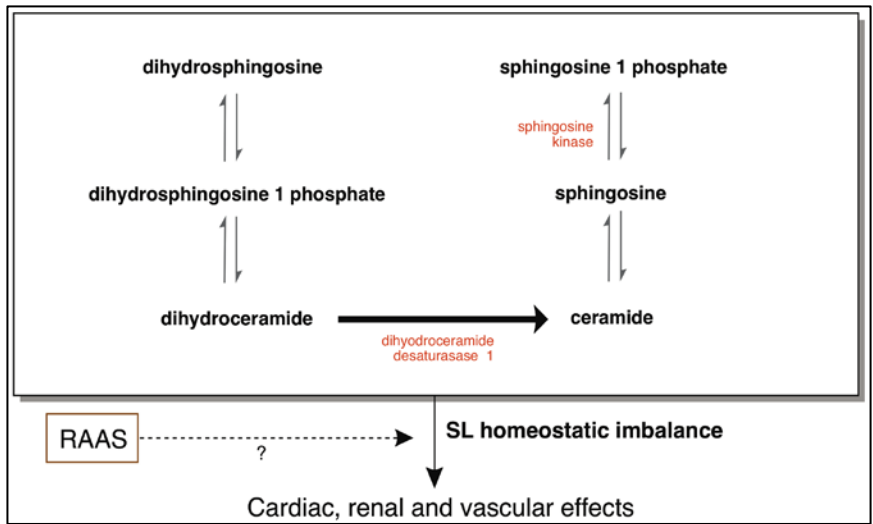 dihydrosphingosine
sphingosine 1 phosphate
sphingosine
kinase
dihydrosphingosine 1 phosphate
sphingosine
dihydroceramide
ceramide
dihyodroceramide
desaturasase 1
RAAS
?
SL homeostatic imbalance
Cardiac, renal and vascular effects